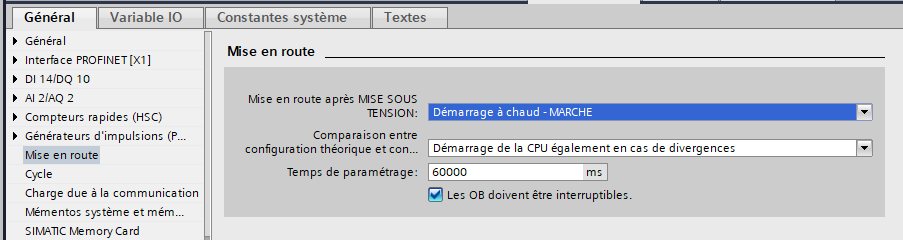 Général
Variable IO
Constantes système
Textes
Général
Interface PROFINET [X1]
DI 14/DQ 10
AI 2/AQ 2
Compteurs rapides (HSC)
Générateurs d'impulsions (P...
Mise en route
Cycle
Charge due à la communication
Mémentos système et mém...
SIMATIC Memory Card
Mise en route
Mise en route après MISE SOUS
TENSION:
Démarrage à chaud - MARCHE
Comparaison entre
configuration théorique et con...
Démarrage de la CPU également en cas de divergences
Temps de paramétrage:
60000 ms
Les OB doivent être interruptibles.